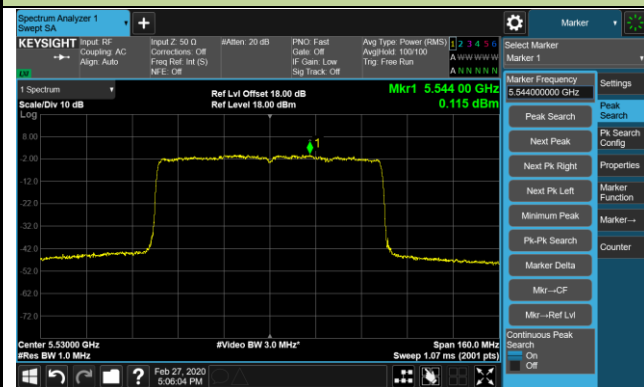 Spectrum Analyzer 1
Swept SA
Marker
KEYSIGHT
Input: RF
Coupling: AC
Align: Auto
Input Z: 50 Ω
Corrections: Off
Freq Ref: Int (S)
NFE: Off
#Atten: 20 dB
PNO: Fast
Gate: Off
IF Gain: Low
Sig Track: Off
Avg Type: Power (RMS)
Avg|Hold: 100/100
Trig: Free Run
1 2 3 4 5 6
A W W W W W
A N N N N N
Select Marker
Marker 1
1 Spectrum
Scale/Div 10 dB
Log
Ref Lvl Offset 18.00 dB
Ref Level 18.00 dBm
Mkr1 5.544 00 GHz
0.115 dBm
8.00
-2.00
-12.0
-22.0
-32.0
-42.0
-52.0
-62.0
-72.0
1
Center 5.53000 GHz
#Res BW 1.0 MHz
#Video BW 3.0 MHz*
Span 160.0 MHz
Sweep 1.07 ms (2001 pts)
Marker Frequency
5.544000000 GHz
Peak Search
Next Peak
Next Pk Right
Next Pk Left
Minimum Peak
Pk-Pk Search
Marker Delta
Mkr→CF
Mkr→Ref Lvl
Continuous Peak
Search
On
Off
Settings
Peak
Search
Pk Search
Config
Properties
Marker
Function
Marker→
Counter
Feb 27, 2020
5:06:04 PM